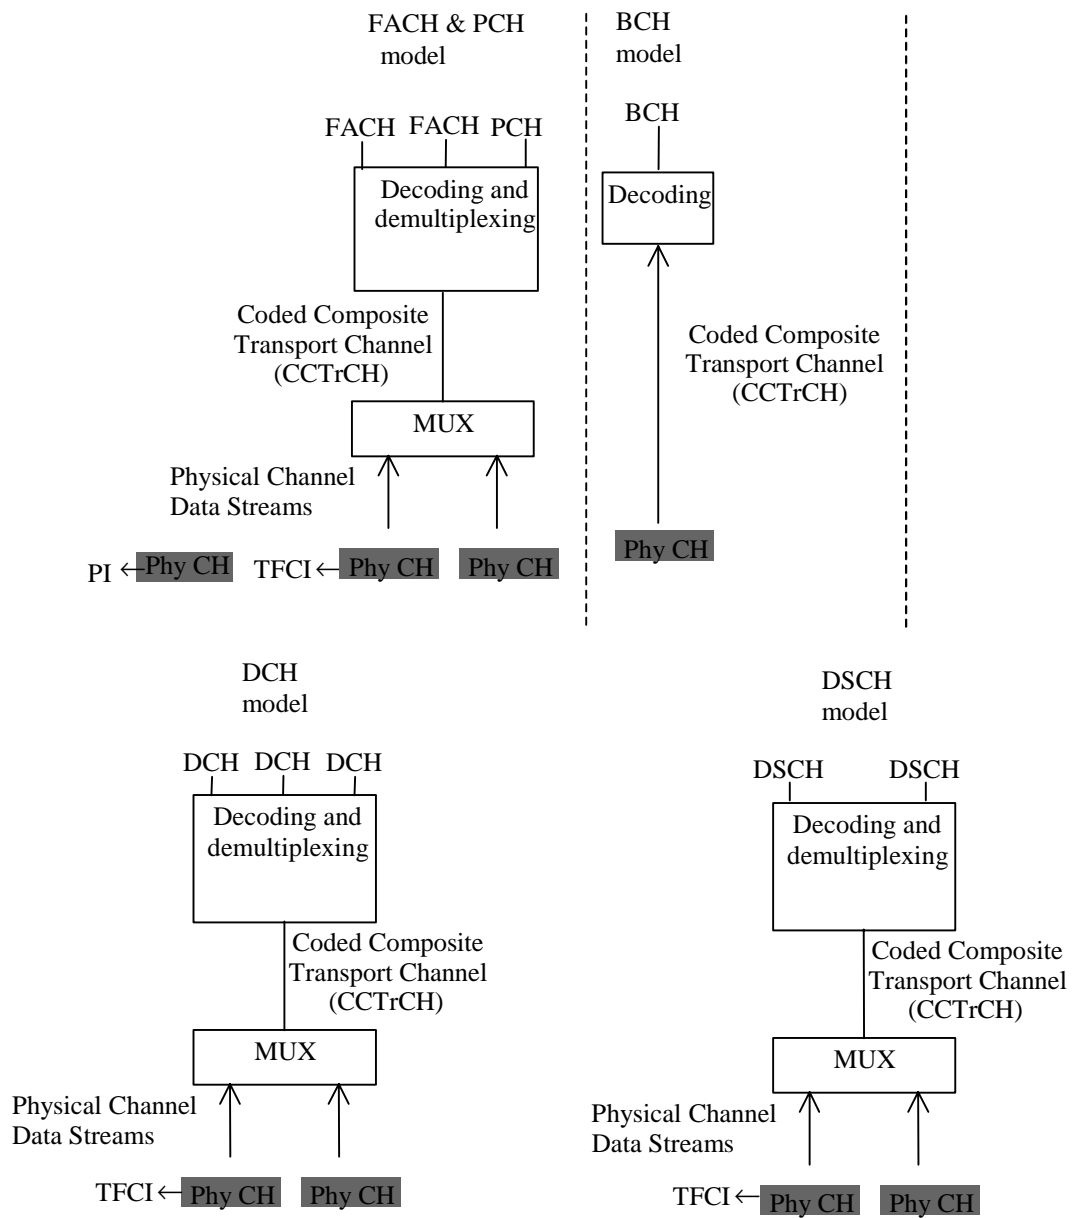 FACH & PCH
model
BCH
model
FACH FACH PCH
Decoding and
demultiplexing
Coded Composite
Transport Channel
(CCTrCH)
MUX
Physical Channel
Data Streams
PI
Phy CH
TFCI
Phy CH
Phy CH
BCH
Decoding
Coded Composite
Transport Channel
(CCTrCH)
Phy CH
DCH
model
DCH DCH DCH
Decoding and
demultiplexing
Coded Composite
Transport Channel
(CCTrCH)
MUX
Physical Channel
Data Streams
TFCI
Phy CH
Phy CH
DSCH
model
DSCH DSCH
Decoding and
demultiplexing
Coded Composite
Transport Channel
(CCTrCH)
MUX
Physical Channel
Data Streams
TFCI
Phy CH
Phy CH